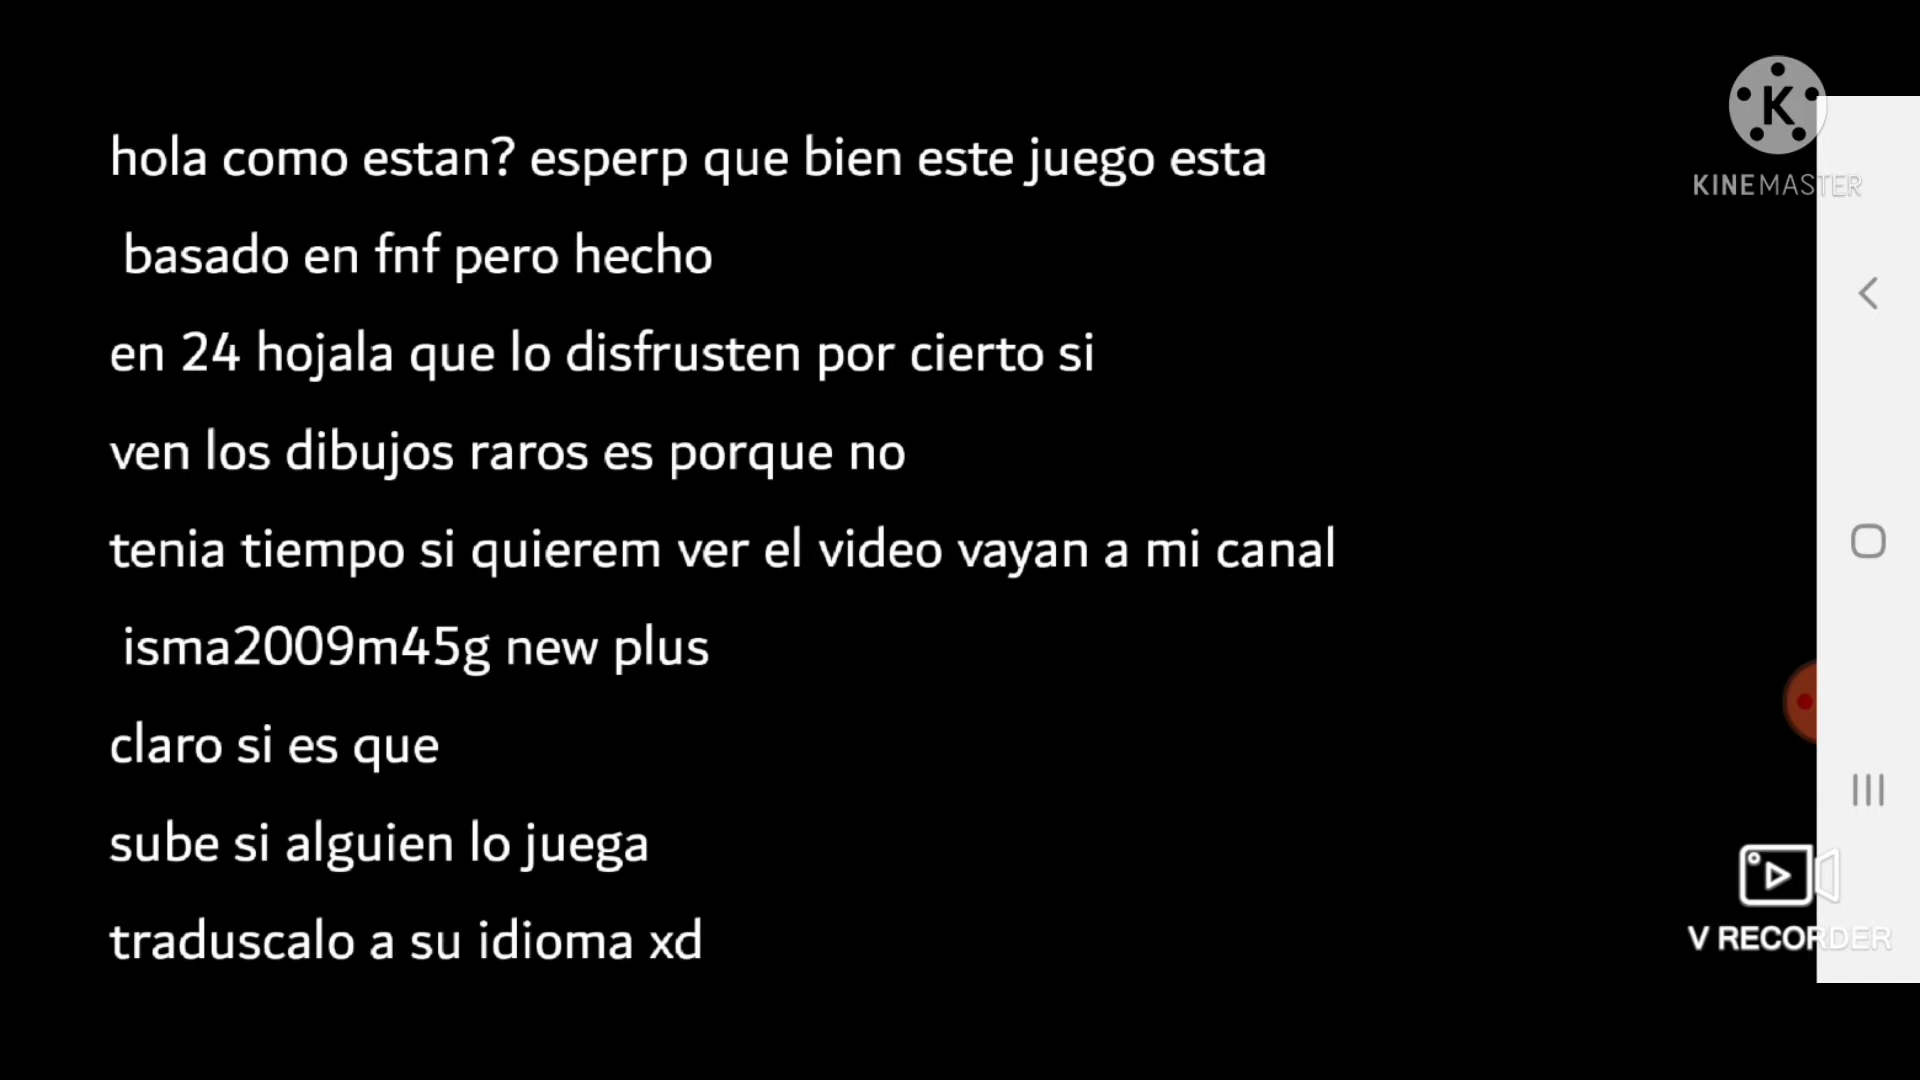 hola como estan? esperp que bien este juego esta
basado en fnf pero hecho
en 24 hojala que lo disfrusten por cierto si
ven los dibujos raros es porque no
tenia tiempo si quierem ver el video vayan a mi canal
isma2009m45g new plus
claro si es que
sube si alguien lo juega
traduscalo a su idioma xd
K
KINEMASTER
V RECORDER